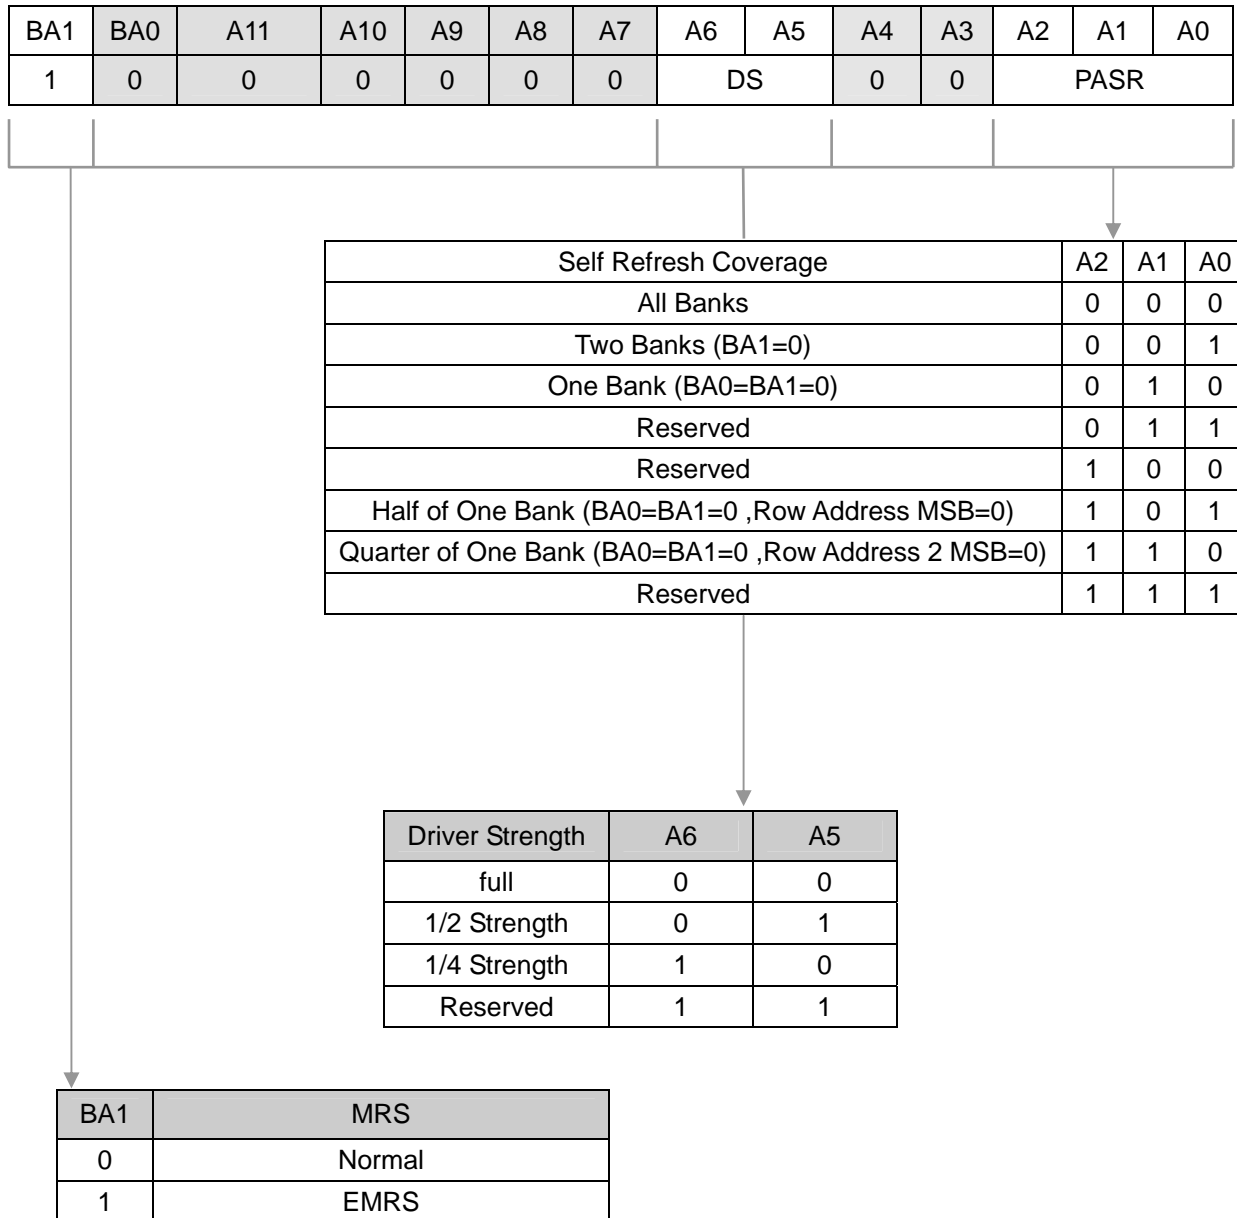 BA1 BA0 A11 A10 A9 A8 A7 A6 A5 A4 A3 A2 A1 A0
1 0 0 0 0 0 0 DS 0 0 PASR
Self Refresh Coverage A2 A1 A0
All Banks 0 0 0
Two Banks (BA1=0) 0 0 1
One Bank (BA0=BA1=0) 0 1 0
Reserved 0 1 1
Reserved 1 0 0
Half of One Bank (BA0=BA1=0 ,Row Address MSB=0) 1 0 1
Quarter of One Bank (BA0=BA1=0 ,Row Address 2 MSB=0) 1 1 0
Reserved 1 1 1
Driver Strength A6 A5
full 0 0
1/2 Strength 0 1
1/4 Strength 1 0
Reserved 1 1
BA1 MRS
0 Normal
1 EMRS